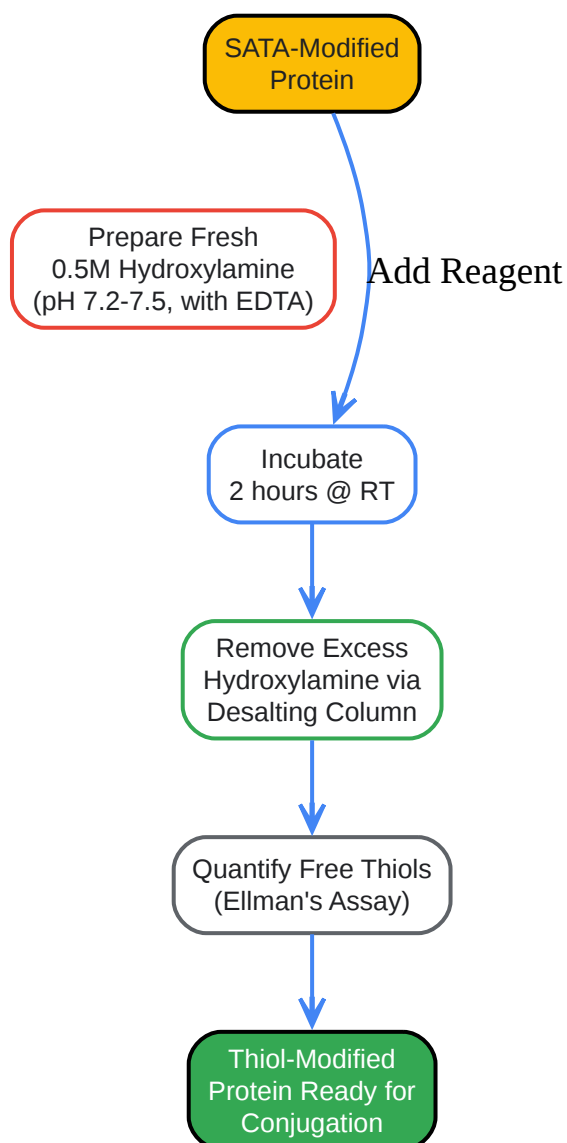 SATA-Modified
Protein
Prepare Fresh
0.5M Hydroxylamine
(pH 7.2-7.5, with EDTA)
Add Reagent
Incubate
2 hours @ RT
Remove Excess
Hydroxylamine via
Desalting Column
Quantify Free Thiols
(Ellman's Assay)
Thiol-Modified
Protein Ready for
Conjugation